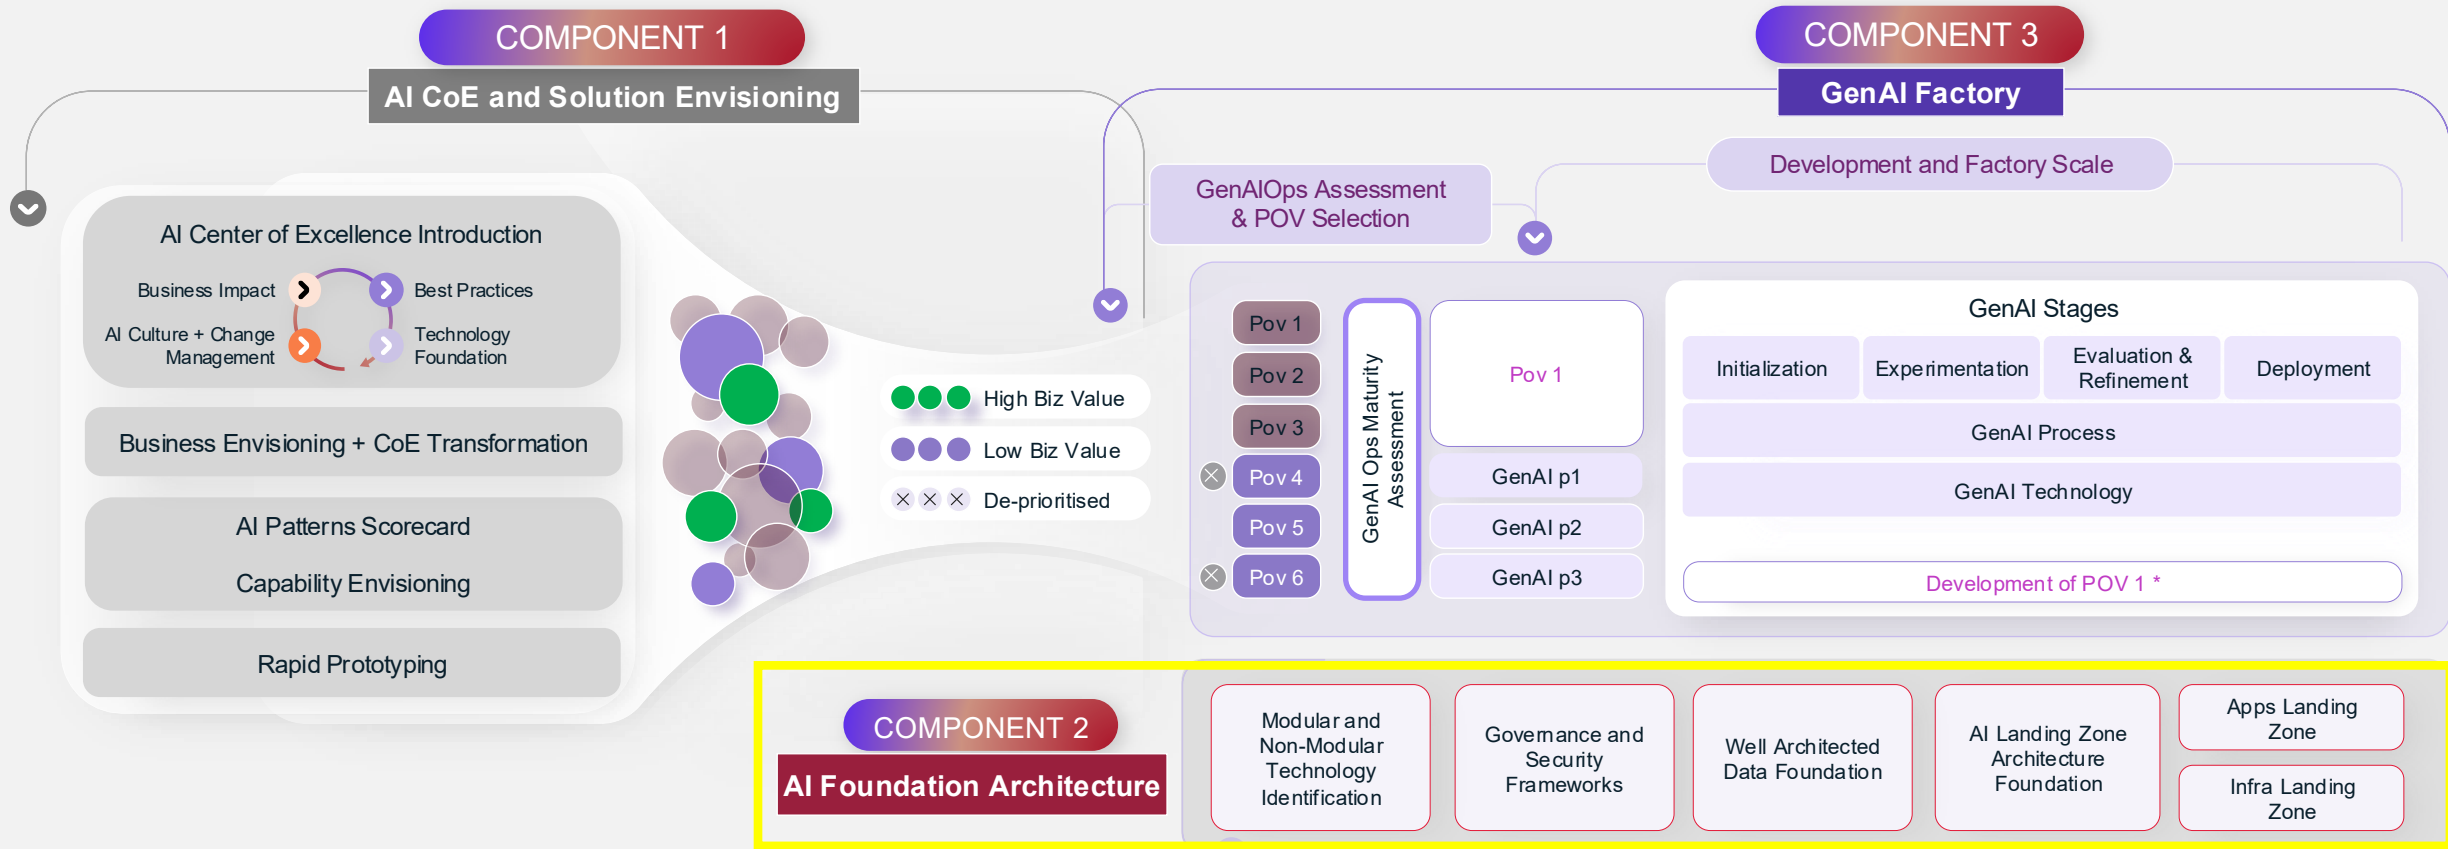 COMPONENT 1
AI CoE and Solution Envisioning
AI Center of Excellence Introduction
Business Impact
Best Practices
AI Culture + Change
Management
Technology
Foundation
Business Envisioning + CoE Transformation
AI Patterns Scorecard
Capability Envisioning
Rapid Prototyping
High Biz Value
Low Biz Value
De-prioritised
COMPONENT 3
GenAI Factory
GenAIOps Assessment
& POV Selection
Development and Factory Scale
Pov 1
Pov 2
Pov 3
Pov 4
Pov 5
Pov 6
GenAI Ops Maturity
Assessment
Pov 1
GenAI p1
GenAI p2
GenAI p3
GenAI Stages
Initialization
Experimentation
Evaluation &
Refinement
Deployment
GenAI Process
GenAI Technology
Development of POV 1 *
COMPONENT 2
AI Foundation Architecture
Modular and
Non-Modular
Technology
Identification
Governance and
Security
Frameworks
Well Architected
Data Foundation
AI Landing Zone
Architecture
Foundation
Apps Landing
Zone
Infra Landing
Zone